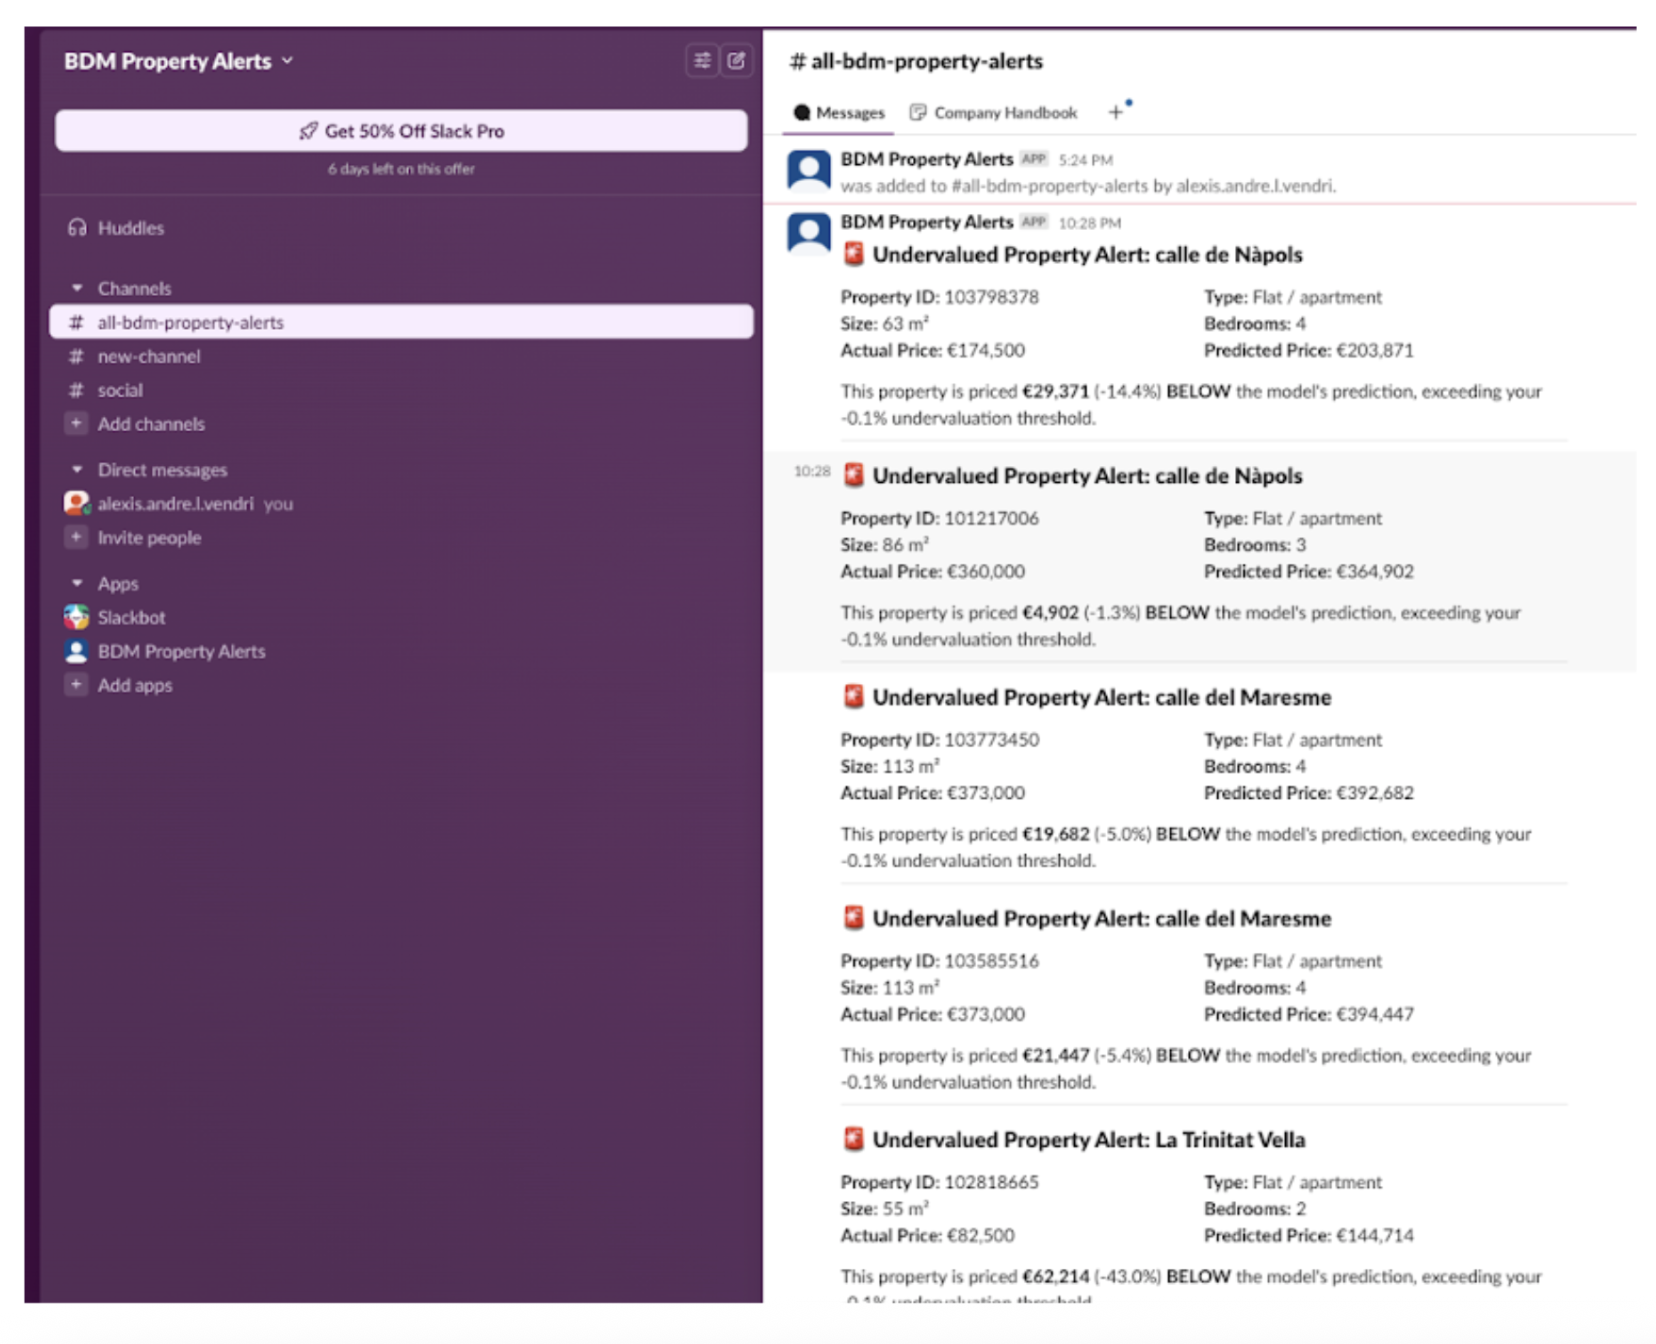 BDM Property Alerts
Get 50% Off Slack Pro
6 days left on this offer
Huddles
Channels
# all-bdm-property-alerts
# new-channel
# social
+ Add channels
Direct messages
alexis.andre.l.vendri you
+ Invite people
Apps
Slackbot
BDM Property Alerts
+ Add apps
# all-bdm-property-alerts
Messages Company Handbook +
BDM Property Alerts APP 5:24 PM
was added to #all-bdm-property-alerts by alexis.andre.l.vendri.
BDM Property Alerts APP 10:28 PM
Undervalued Property Alert: calle de Nàpols
Property ID: 103798378 Type: Flat / apartment
Size: 63 m² Bedrooms: 4
Actual Price: €174,500 Predicted Price: €203,871
This property is priced €29,371 (-14.4%) BELOW the model's prediction, exceeding your
-0.1% undervaluation threshold.
10:28 Undervalued Property Alert: calle de Nàpols
Property ID: 101217006 Type: Flat / apartment
Size: 86 m² Bedrooms: 3
Actual Price: €360,000 Predicted Price: €364,902
This property is priced €4,902 (-1.3%) BELOW the model's prediction, exceeding your
-0.1% undervaluation threshold.
Undervalued Property Alert: calle del Maresme
Property ID: 103773450 Type: Flat / apartment
Size: 113 m² Bedrooms: 4
Actual Price: €373,000 Predicted Price: €392,682
This property is priced €19,682 (-5.0%) BELOW the model's prediction, exceeding your
-0.1% undervaluation threshold.
Undervalued Property Alert: calle del Maresme
Property ID: 103585516 Type: Flat / apartment
Size: 113 m² Bedrooms: 4
Actual Price: €373,000 Predicted Price: €394,447
This property is priced €21,447 (-5.4%) BELOW the model's prediction, exceeding your
-0.1% undervaluation threshold.
Undervalued Property Alert: La Trinitat Vella
Property ID: 102818665 Type: Flat / apartment
Size: 55 m² Bedrooms: 2
Actual Price: €82,500 Predicted Price: €144,714
This property is priced €62,214 (-43.0%) BELOW the model's prediction, exceeding your
-0.1% undervaluation threshold.